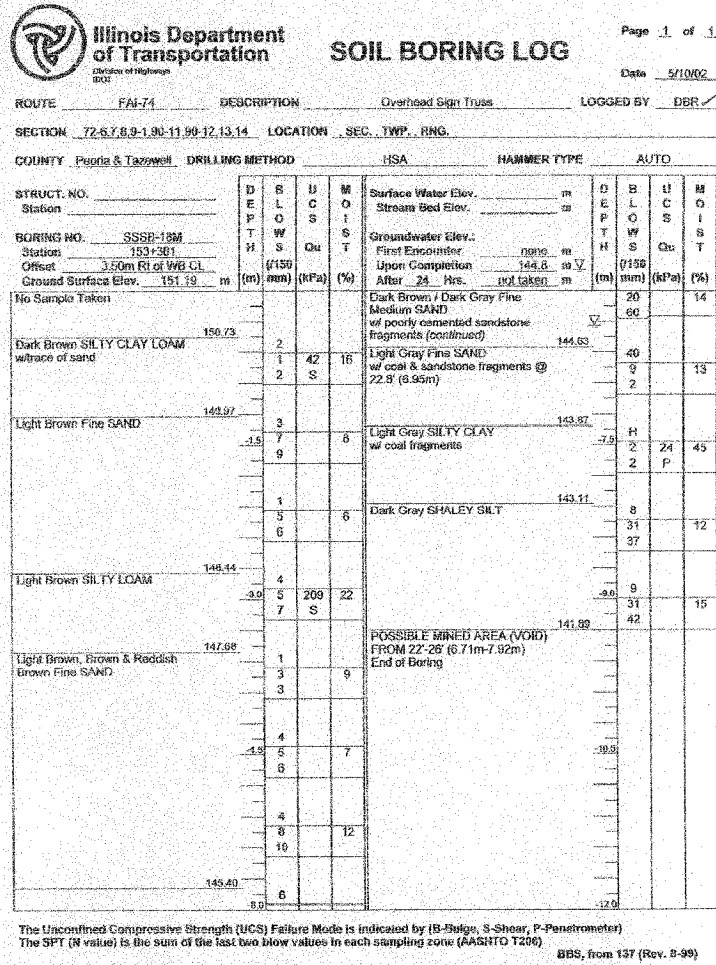 Illinois Department
of Transportation
Division of Highways
IDOT
SOIL BORING LOG
Page 1 of 1
Date 5/10/02
ROUTE FAI-74 DESCRIPTION Overhead Sign Truss LOGGED BY DBR
SECTION 72-6,7,8,9-1,90-11,90-12,13,14 LOCATION , SEC. , TWP. , RNG.
COUNTY Peoria & Tazewell DRILLING METHOD HSA HAMMER TYPE AUTO
STRUCT. NO.
Station
BORING NO. SSSB-18M
Station 153+381
Offset 3.50m Rt of WB CL
Ground Surface Elev. 151.19 m
DEPTH (m)
BLOWS (/150 mm)
UCS Qu (kPa)
MOIST (%)
No Sample Taken
150.73
Dark Brown SILTY CLAY LOAM
w/trace of sand
2
1 42 16
2 S
149.97
Light Brown Fine SAND
3
-1.5 7 8
9
1
5 6
6
148.44
Light Brown SILTY LOAM
4
-3.0 5 209 22
7 S
147.68
Light Brown, Brown & Reddish
Brown Fine SAND
1
3 9
3
4
-4.5 5 7
6
4
8 12
10
145.40
6
-6.0
Surface Water Elev. m
Stream Bed Elev. m
Groundwater Elev.:
First Encounter none m
Upon Completion 144.8 m ▽
After 24 Hrs. not taken m
DEPTH (m)
BLOWS (/150 mm)
UCS Qu (kPa)
MOIST (%)
Dark Brown / Dark Gray Fine
Medium SAND
w/ poorly cemented sandstone
fragments (continued)
20 14
60
▽
144.63
Light Gray Fine SAND
w/ coal & sandstone fragments @
22.8' (6.95m)
40
9 13
2
143.87
Light Gray SILTY CLAY
w/ coal fragments
H
-7.5 2 24 45
2 P
143.11
Dark Gray SHALEY SILT
8
31 12
37
9
-9.0 31 15
42
141.89
POSSIBLE MINED AREA (VOID)
FROM 22'-26' (6.71m-7.92m)
End of Boring
-10.5
-12.0
The Unconfined Compressive Strength (UCS) Failure Mode is indicated by (B-Bulge, S-Shear, P-Penetrometer)
The SPT (N value) is the sum of the last two blow values in each sampling zone (AASHTO T206)
BBS, from 137 (Rev. 8-99)